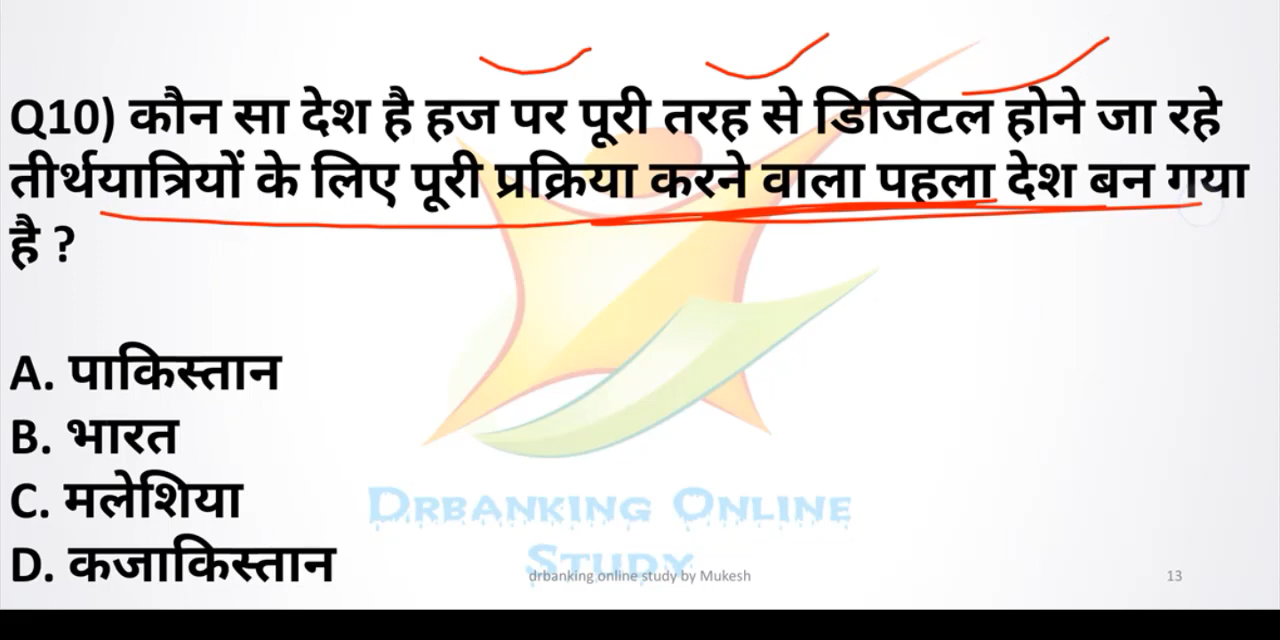 Q10) कौन सा देश है हज पर पूरी तरह से डिजिटल होने जा रहे
तीर्थयात्रियों के लिए पूरी प्रक्रिया करने वाला पहला देश बन गया
है ?
A. पाकिस्तान
B. भारत
C. मलेशिया
D. कजाकिस्तान
DRBANKING ONLINE
STUDY
drbanking online study by Mukesh
13